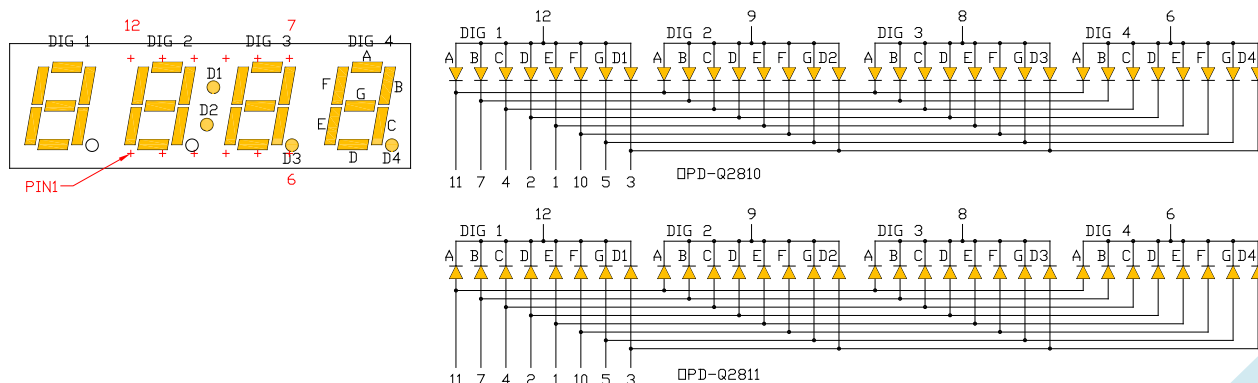 12 7
DIG 1 DIG 2 DIG 3 DIG 4
A
D1
F B
G
D2
E C
D3 D D4
PIN1
6
12 9 8 6
DIG 1 DIG 2 DIG 3 DIG 4
A B C D E F G D1 A B C D E F G D2 A B C D E F G D3 A B C D E F G D4
11 7 4 2 1 10 5 3
OPD-Q2810
12 9 8 6
DIG 1 DIG 2 DIG 3 DIG 4
A B C D E F G D1 A B C D E F G D2 A B C D E F G D3 A B C D E F G D4
11 7 4 2 1 10 5 3
OPD-Q2811